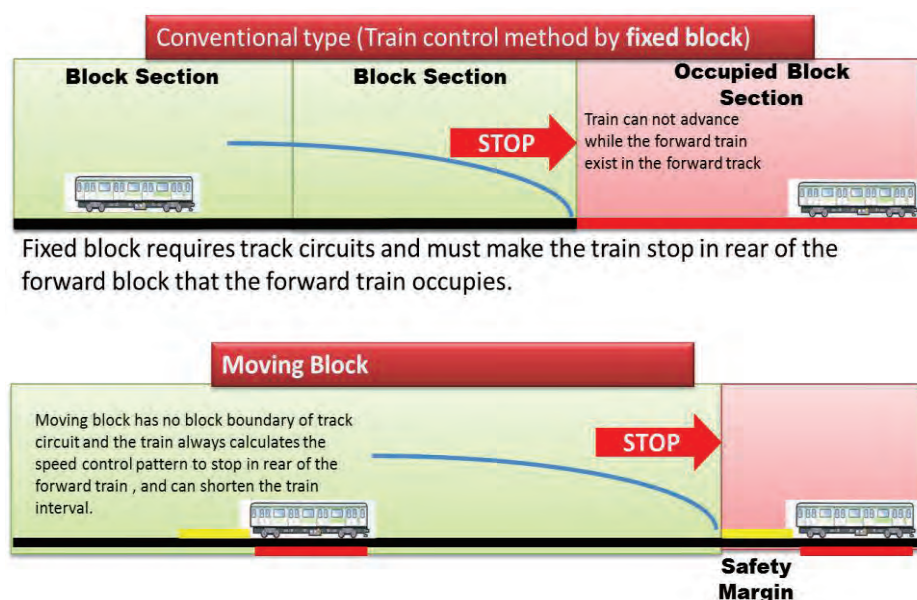 Conventional type (Train control method by fixed block)
Block Section
Block Section
Occupied Block
Section
STOP
Train can not advance
while the forward train
exist in the forward track
Fixed block requires track circuits and must make the train stop in rear of the
forward block that the forward train occupies.
Moving Block
Moving block has no block boundary of track
circuit and the train always calculates the
speed control pattern to stop in rear of the
forward train , and can shorten the train
interval.
STOP
Safety
Margin